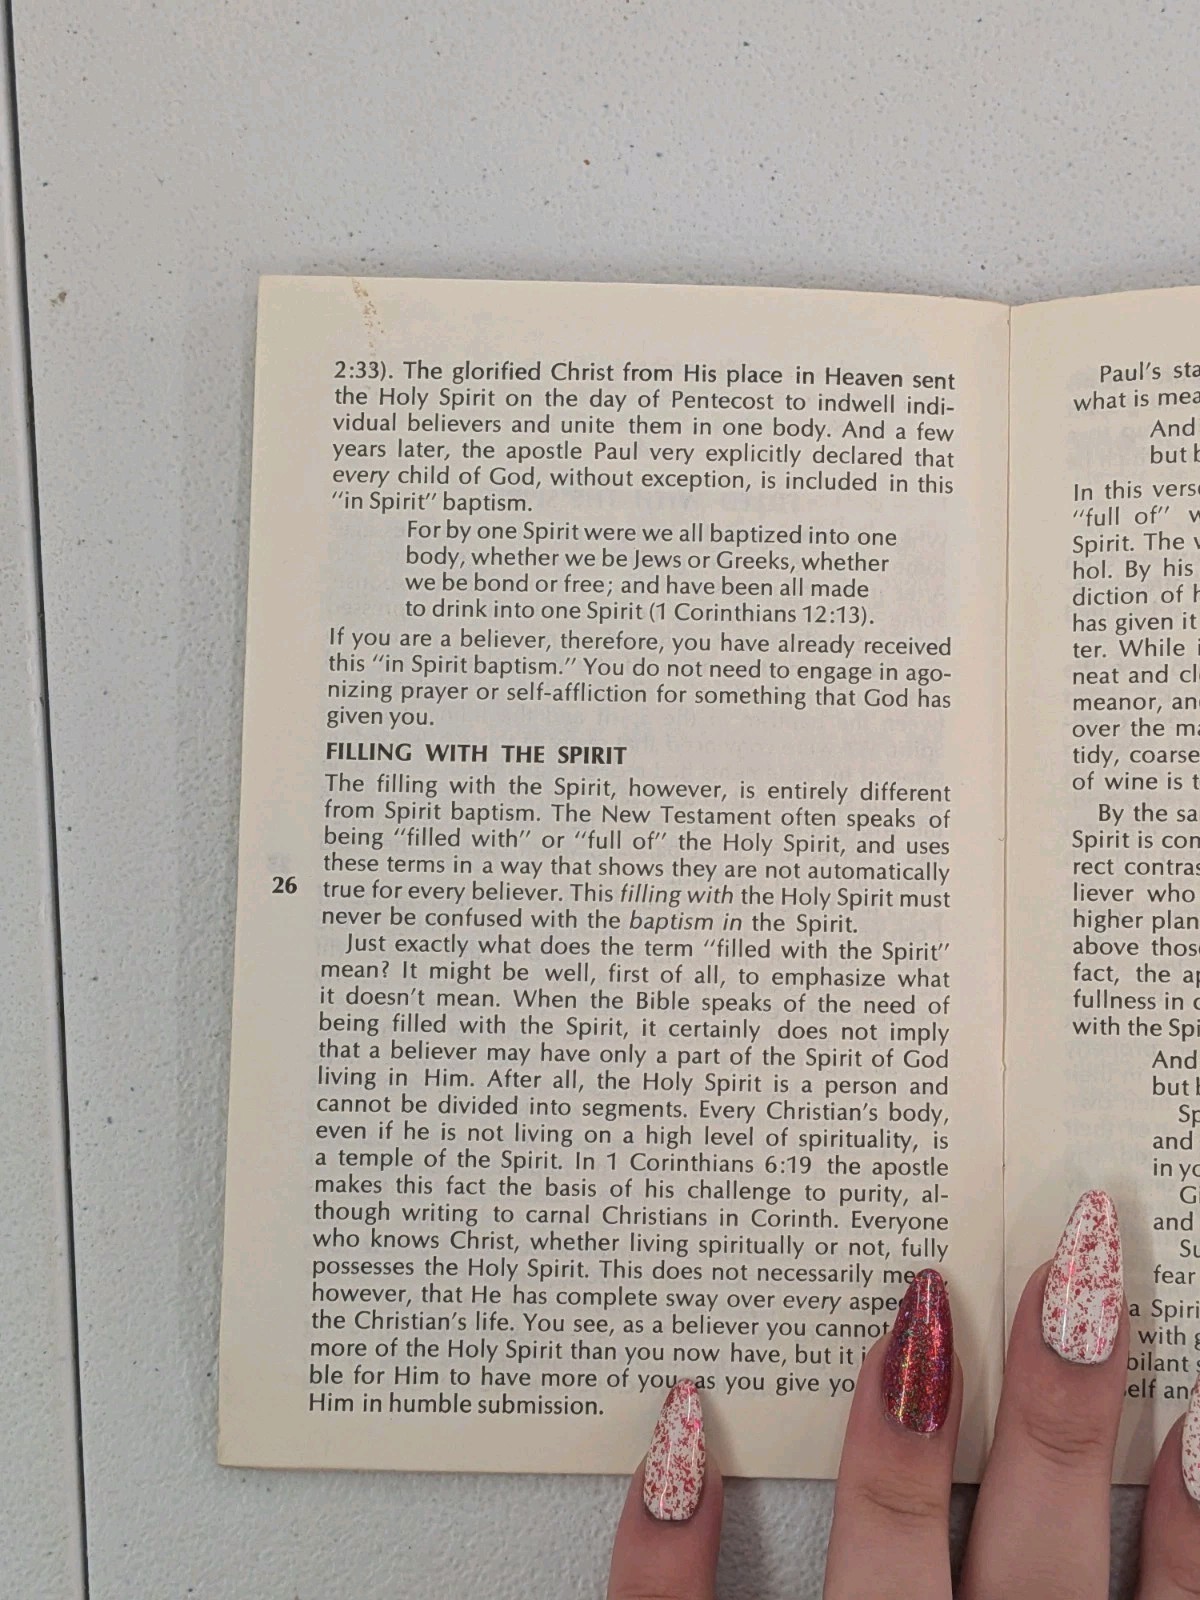 2:33). The glorified Christ from His place in Heaven sent
the Holy Spirit on the day of Pentecost to indwell indi-
vidual believers and unite them in one body. And a few
years later, the apostle Paul very explicitly declared that
every child of God, without exception, is included in this
“in Spirit” baptism.
For by one Spirit were we all baptized into one
body, whether we be Jews or Greeks, whether
we be bond or free; and have been all made
to drink into one Spirit (1 Corinthians 12:13).
If you are a believer, therefore, you have already received
this “in Spirit baptism.” You do not need to engage in ago-
nizing prayer or self-affliction for something that God has
given you.
FILLING WITH THE SPIRIT
The filling with the Spirit, however, is entirely different
from Spirit baptism. The New Testament often speaks of
being “filled with” or “full of” the Holy Spirit, and uses
these terms in a way that shows they are not automatically
true for every believer. This filling with the Holy Spirit must
never be confused with the baptism in the Spirit.
26
Just exactly what does the term “filled with the Spirit”
mean? It might be well, first of all, to emphasize what
it doesn’t mean. When the Bible speaks of the need of
being filled with the Spirit, it certainly does not imply
that a believer may have only a part of the Spirit of God
living in Him. After all, the Holy Spirit is a person and
cannot be divided into segments. Every Christian’s body,
even if he is not living on a high level of spirituality, is
a temple of the Spirit. In 1 Corinthians 6:19 the apostle
makes this fact the basis of his challenge to purity, al-
though writing to carnal Christians in Corinth. Everyone
who knows Christ, whether living spiritually or not, fully
possesses the Holy Spirit. This does not necessarily
however, that He has complete sway over every
the Christian’s life. You see, as a believer you cannot
more of the Holy Spirit than you now have, but it
ble for Him to have more of you as you give
Him in humble submission.
Paul’s
what is
And
but
In this
“full of”
Spirit. The
hol. By his
diction of
has given it
ter. While
neat and
meanor,
over the
tidy, coarse
of wine is
By the
Spirit is
rect
liever who
higher
above
fact, the
fullness in
with the
And
but
and
in
and
fear
a
with